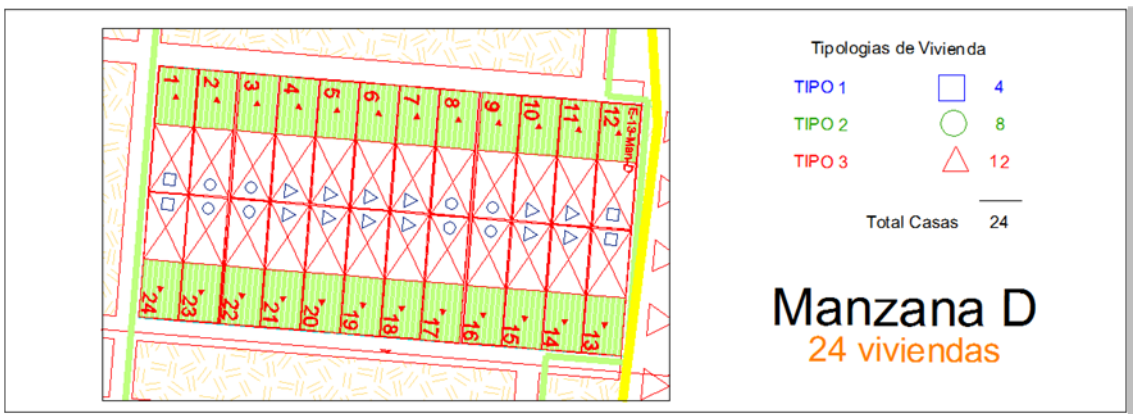 1 2 3 4 5 6 7 8 9 10 11 12
E-13-Man-D
24 23 22 21 20 19 18 17 16 15 14 13
Tipologias de Vivienda
TIPO 1 4
TIPO 2 8
TIPO 3 12
Total Casas 24
Manzana D
24 viviendas